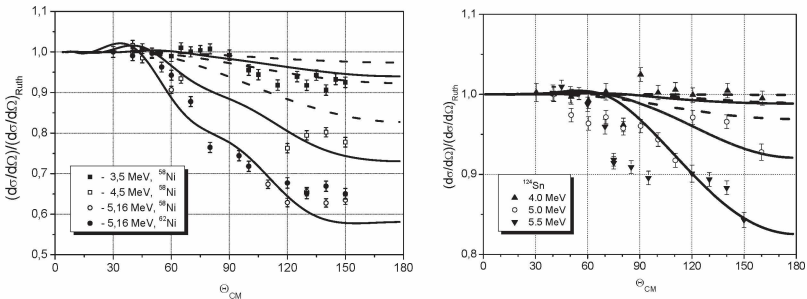 (dσ/dΩ)/(dσ/dΩ)Ruth
1,1
1,0
0,9
0,8
0,7
0,6
0,5
0 30 60 90 120 150 180
ΘCM
- 3,5 MeV, 58Ni
- 4,5 MeV, 58Ni
- 5,16 MeV, 58Ni
- 5,16 MeV, 62Ni
(dσ/dΩ)/(dσ/dΩ)Ruth
1,1
1,0
0,9
0,8
0 30 60 90 120 150 180
ΘCM
124Sn
4.0 MeV
5.0 MeV
5.5 MeV